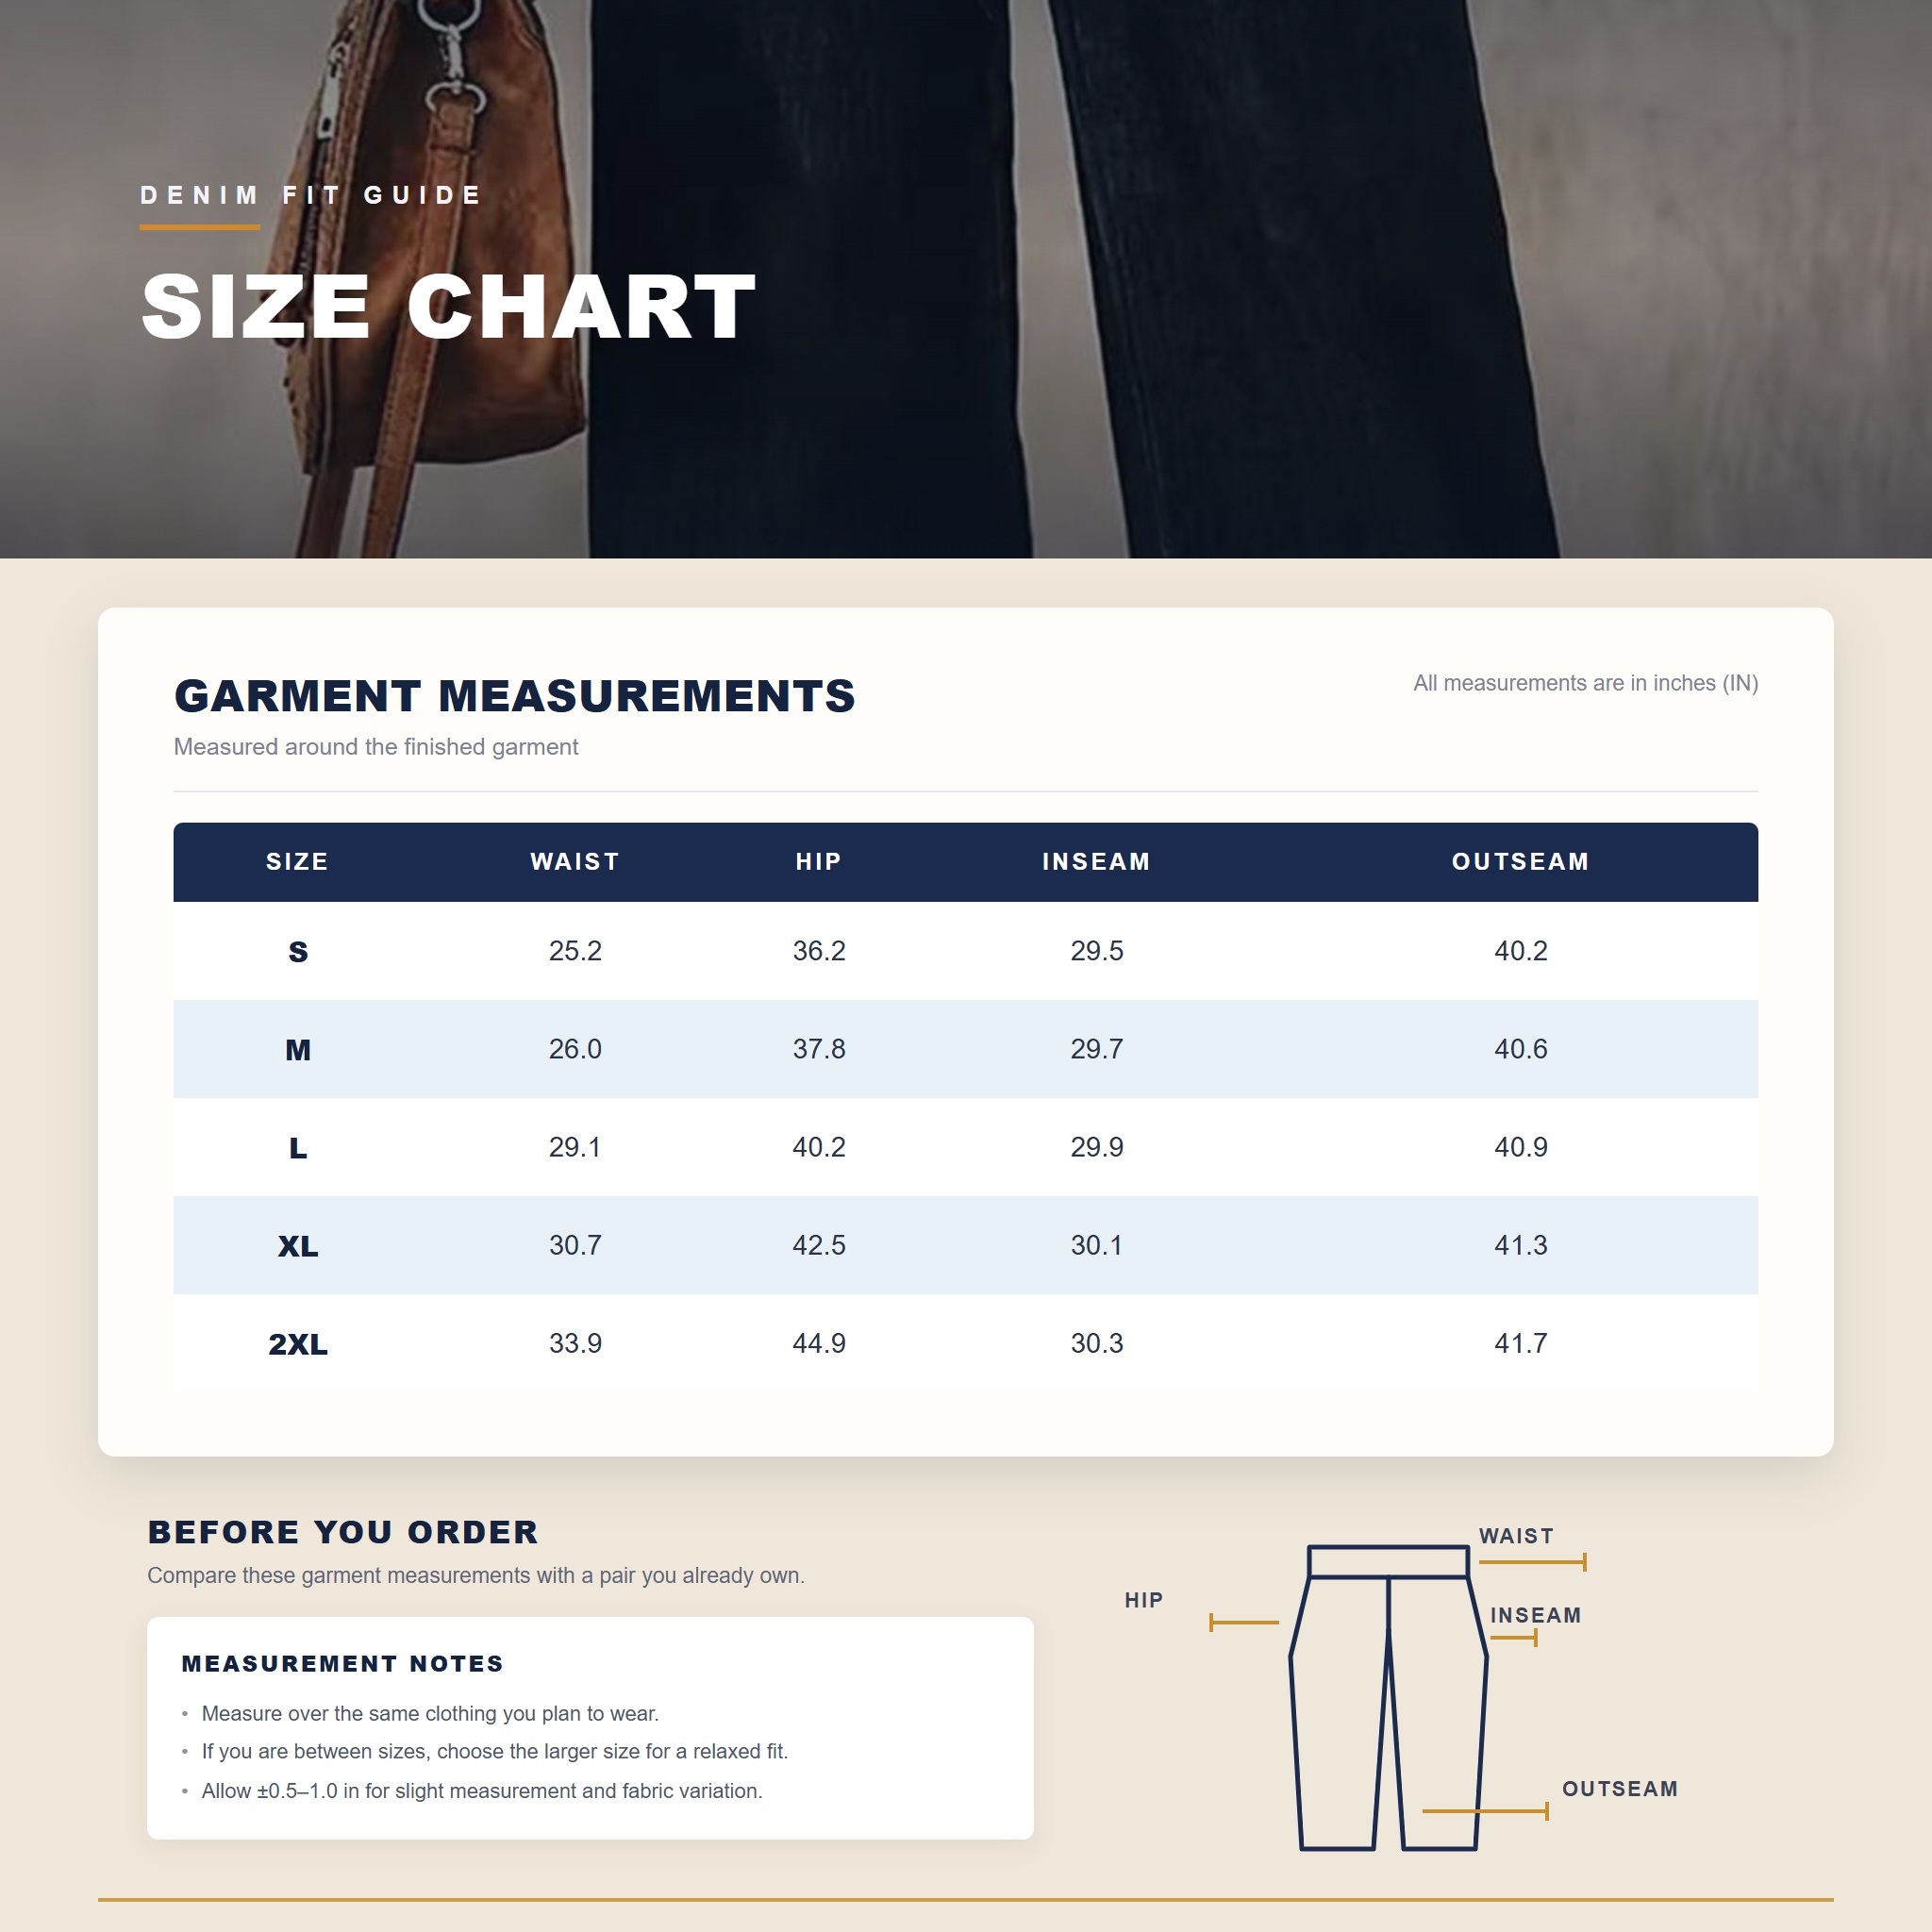 DENIM FIT GUIDE
SIZE CHART
GARMENT MEASUREMENTS
All measurements are in inches (IN)
Measured around the finished garment
SIZE WAIST HIP INSEAM OUTSEAM
S 25.2 36.2 29.5 40.2
M 26.0 37.8 29.7 40.6
L 29.1 40.2 29.9 40.9
XL 30.7 42.5 30.1 41.3
2XL 33.9 44.9 30.3 41.7
BEFORE YOU ORDER
Compare these garment measurements with a pair you already own.
MEASUREMENT NOTES
• Measure over the same clothing you plan to wear.
• If you are between sizes, choose the larger size for a relaxed fit.
• Allow ±0.5–1.0 in for slight measurement and fabric variation.
WAIST
HIP
INSEAM
OUTSEAM